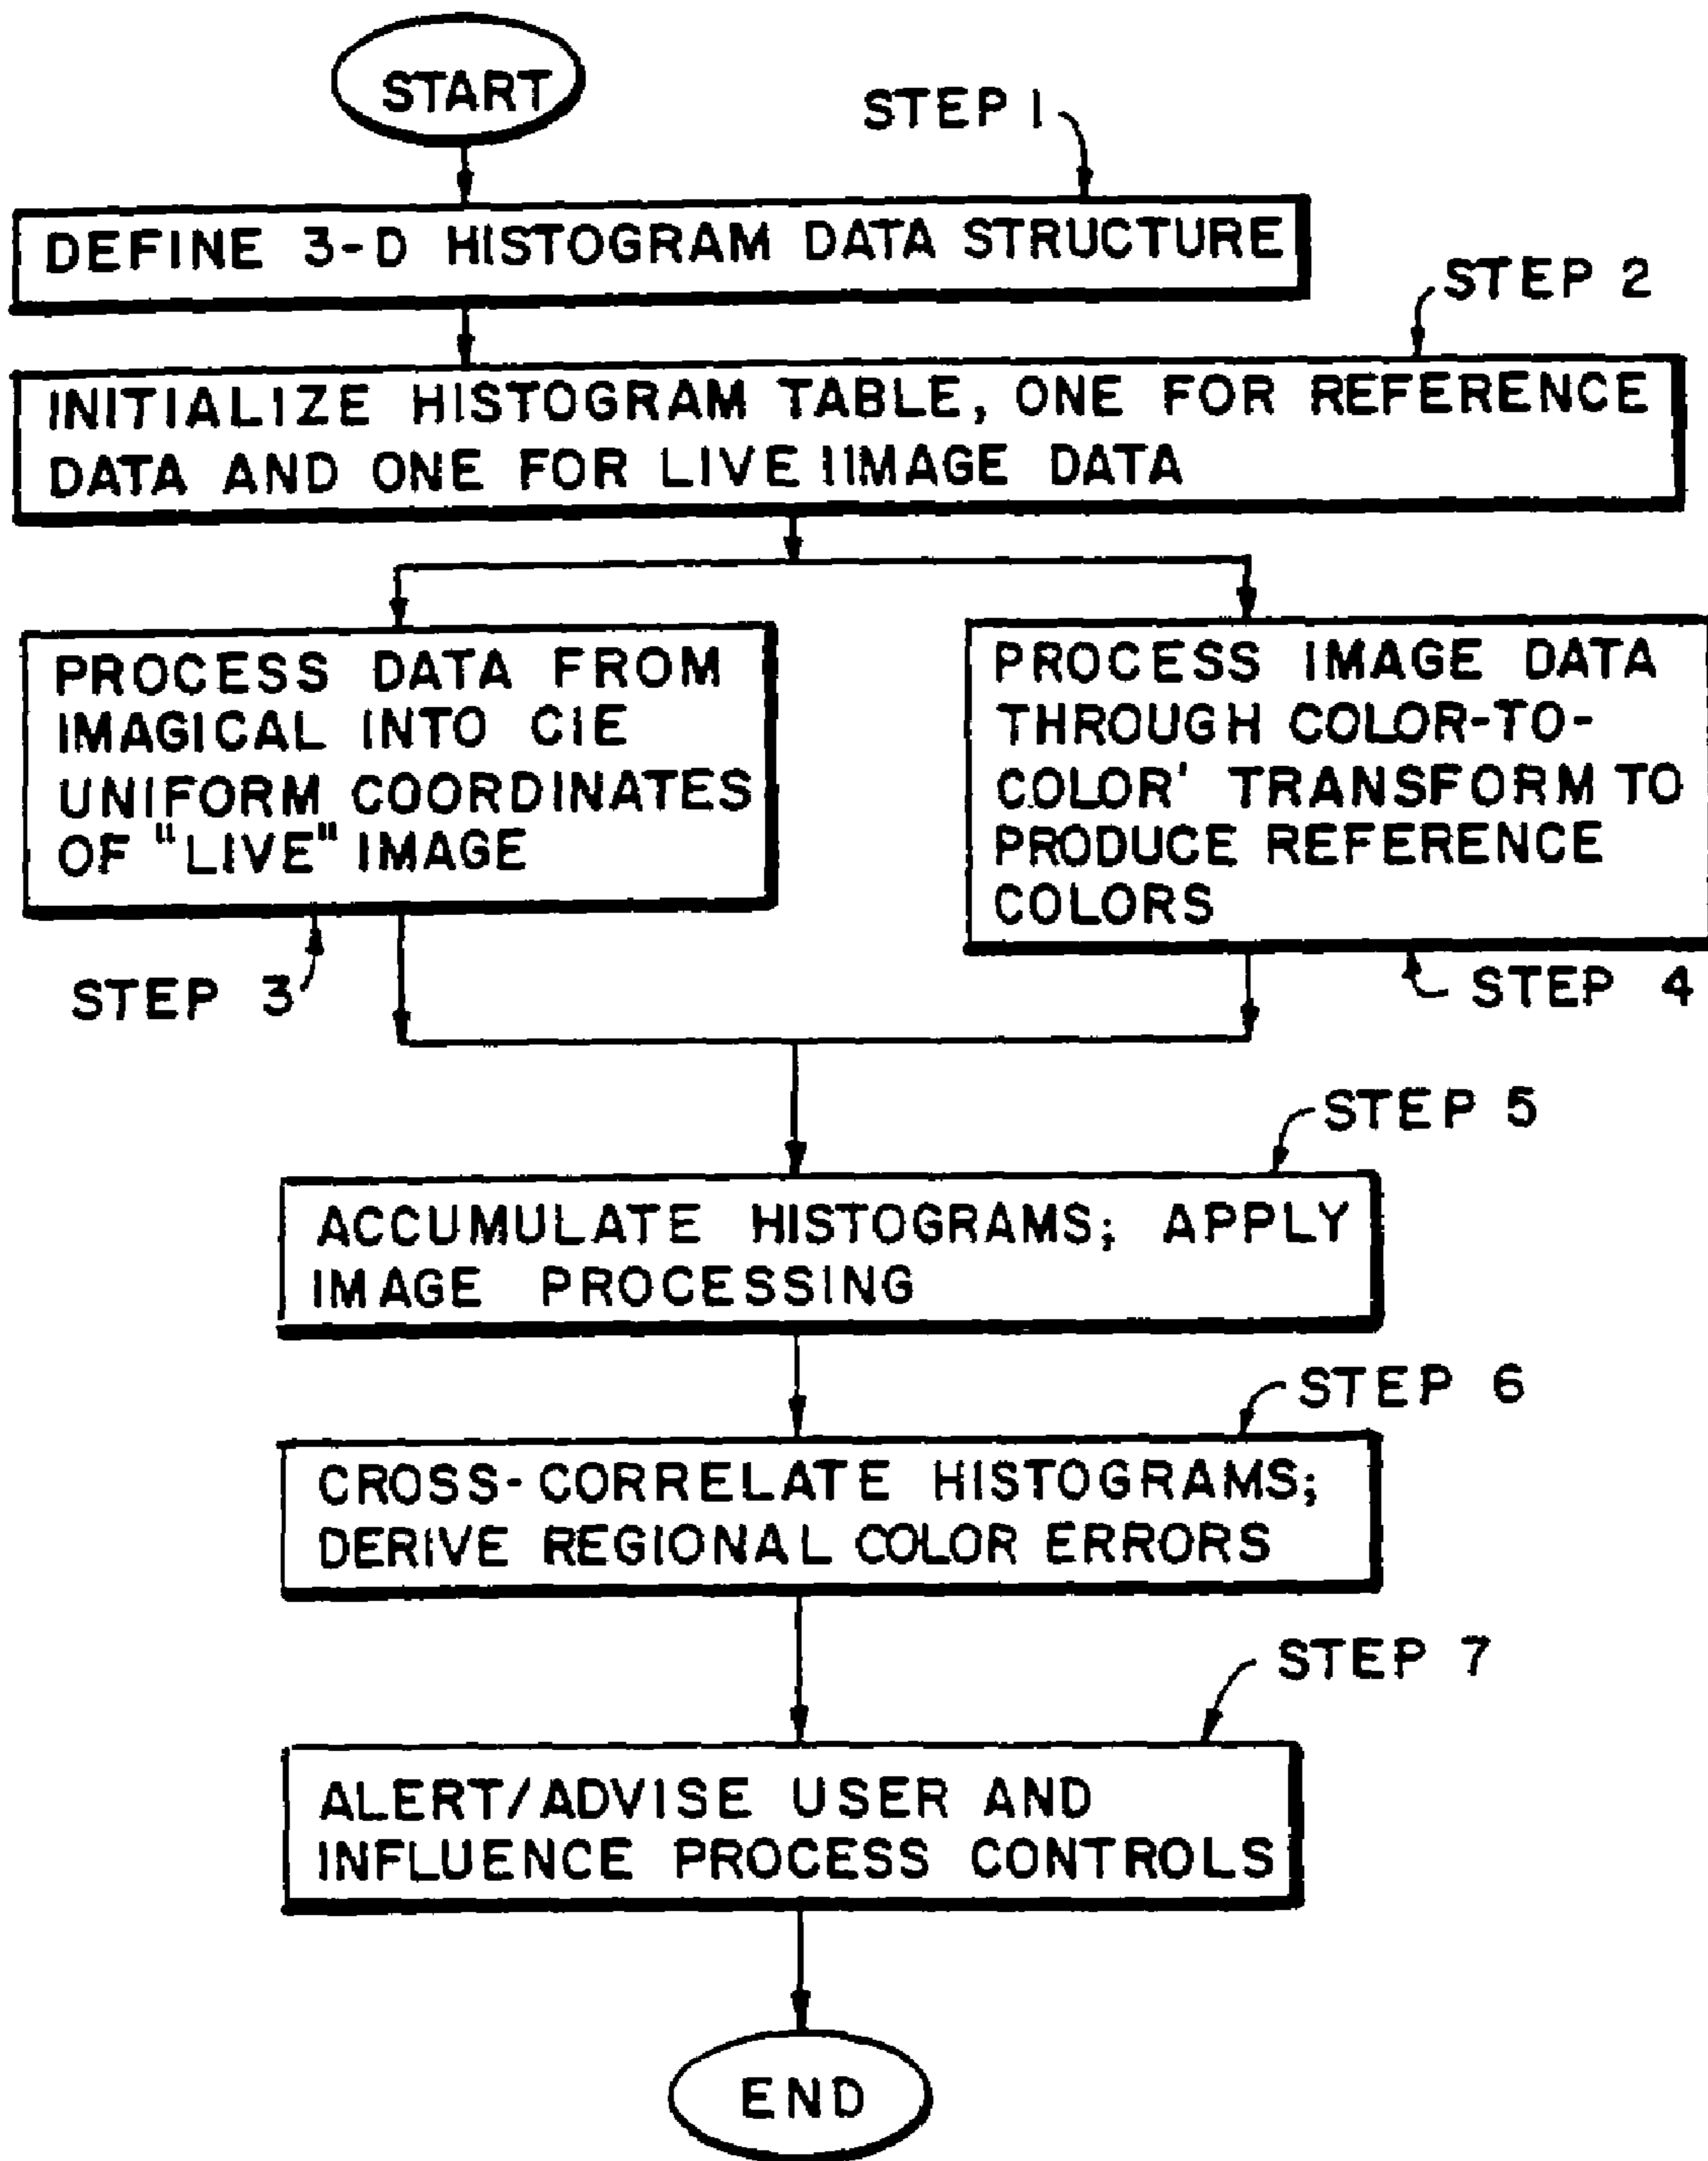 START
STEP 1
DEFINE 3-D HISTOGRAM DATA STRUCTURE
STEP 2
INITIALIZE HISTOGRAM TABLE, ONE FOR REFERENCE
DATA AND ONE FOR LIVE IIMAGE DATA
PROCESS DATA FROM
IMAGICAL INTO CIE
UNIFORM COORDINATES
OF "LIVE" IMAGE
STEP 3
PROCESS IMAGE DATA
THROUGH COLOR-TO-
COLOR' TRANSFORM TO
PRODUCE REFERENCE
COLORS
STEP 4
STEP 5
ACCUMULATE HISTOGRAMS; APPLY
IMAGE PROCESSING
STEP 6
CROSS-CORRELATE HISTOGRAMS;
DERIVE REGIONAL COLOR ERRORS
STEP 7
ALERT/ADVISE USER AND
INFLUENCE PROCESS CONTROLS
END